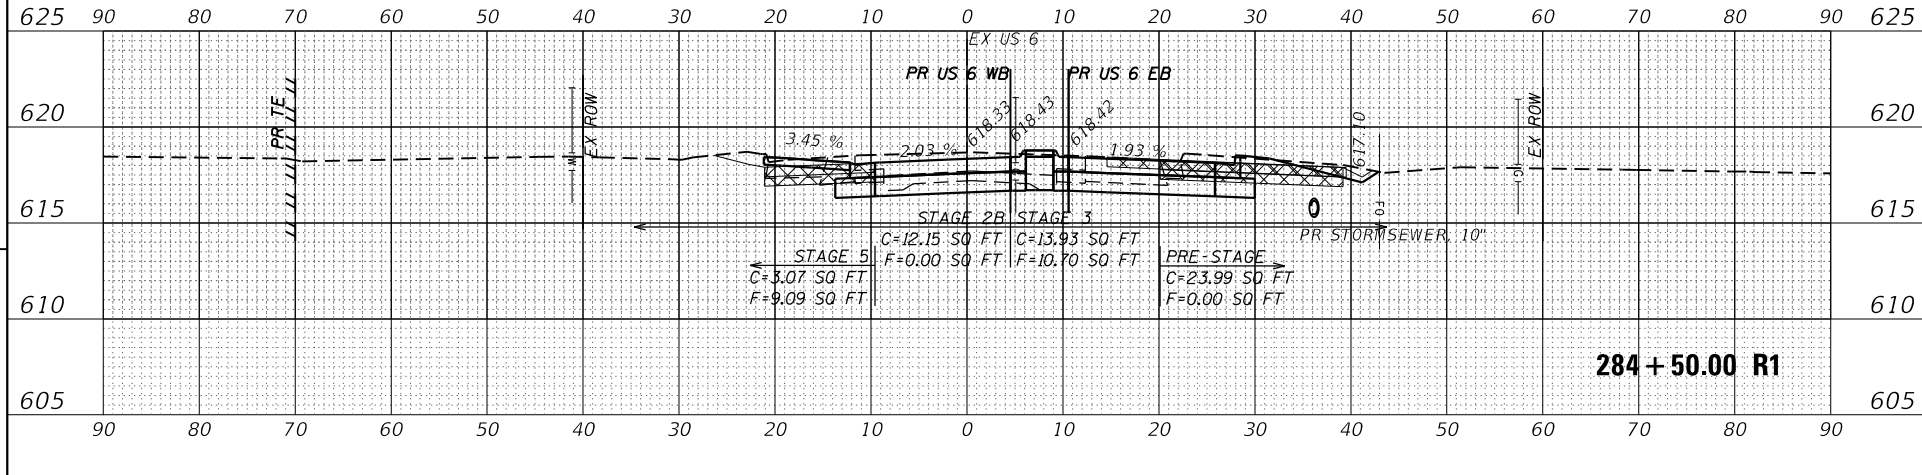 625 90 80 70 60 50 40 30 20 10 0 10 20 30 40 50 60 70 80 90 625
EX US 6
PR US 6 WB PR US 6 EB
620 PR TE W EX ROW 3.45 % 2.03 % 618.33 618.43 618.42 1.93 % 617.10 G EX ROW 620
615 STAGE 2B STAGE 3 FO 615
C=12.15 SQ FT C=13.93 SQ FT PR STORMSEWER, 10"
F=0.00 SQ FT F=10.70 SQ FT
STAGE 5 PRE-STAGE
C=3.07 SQ FT C=23.99 SQ FT
F=9.09 SQ FT F=0.00 SQ FT
610 610
284+50.00 R1
605 605
90 80 70 60 50 40 30 20 10 0 10 20 30 40 50 60 70 80 90